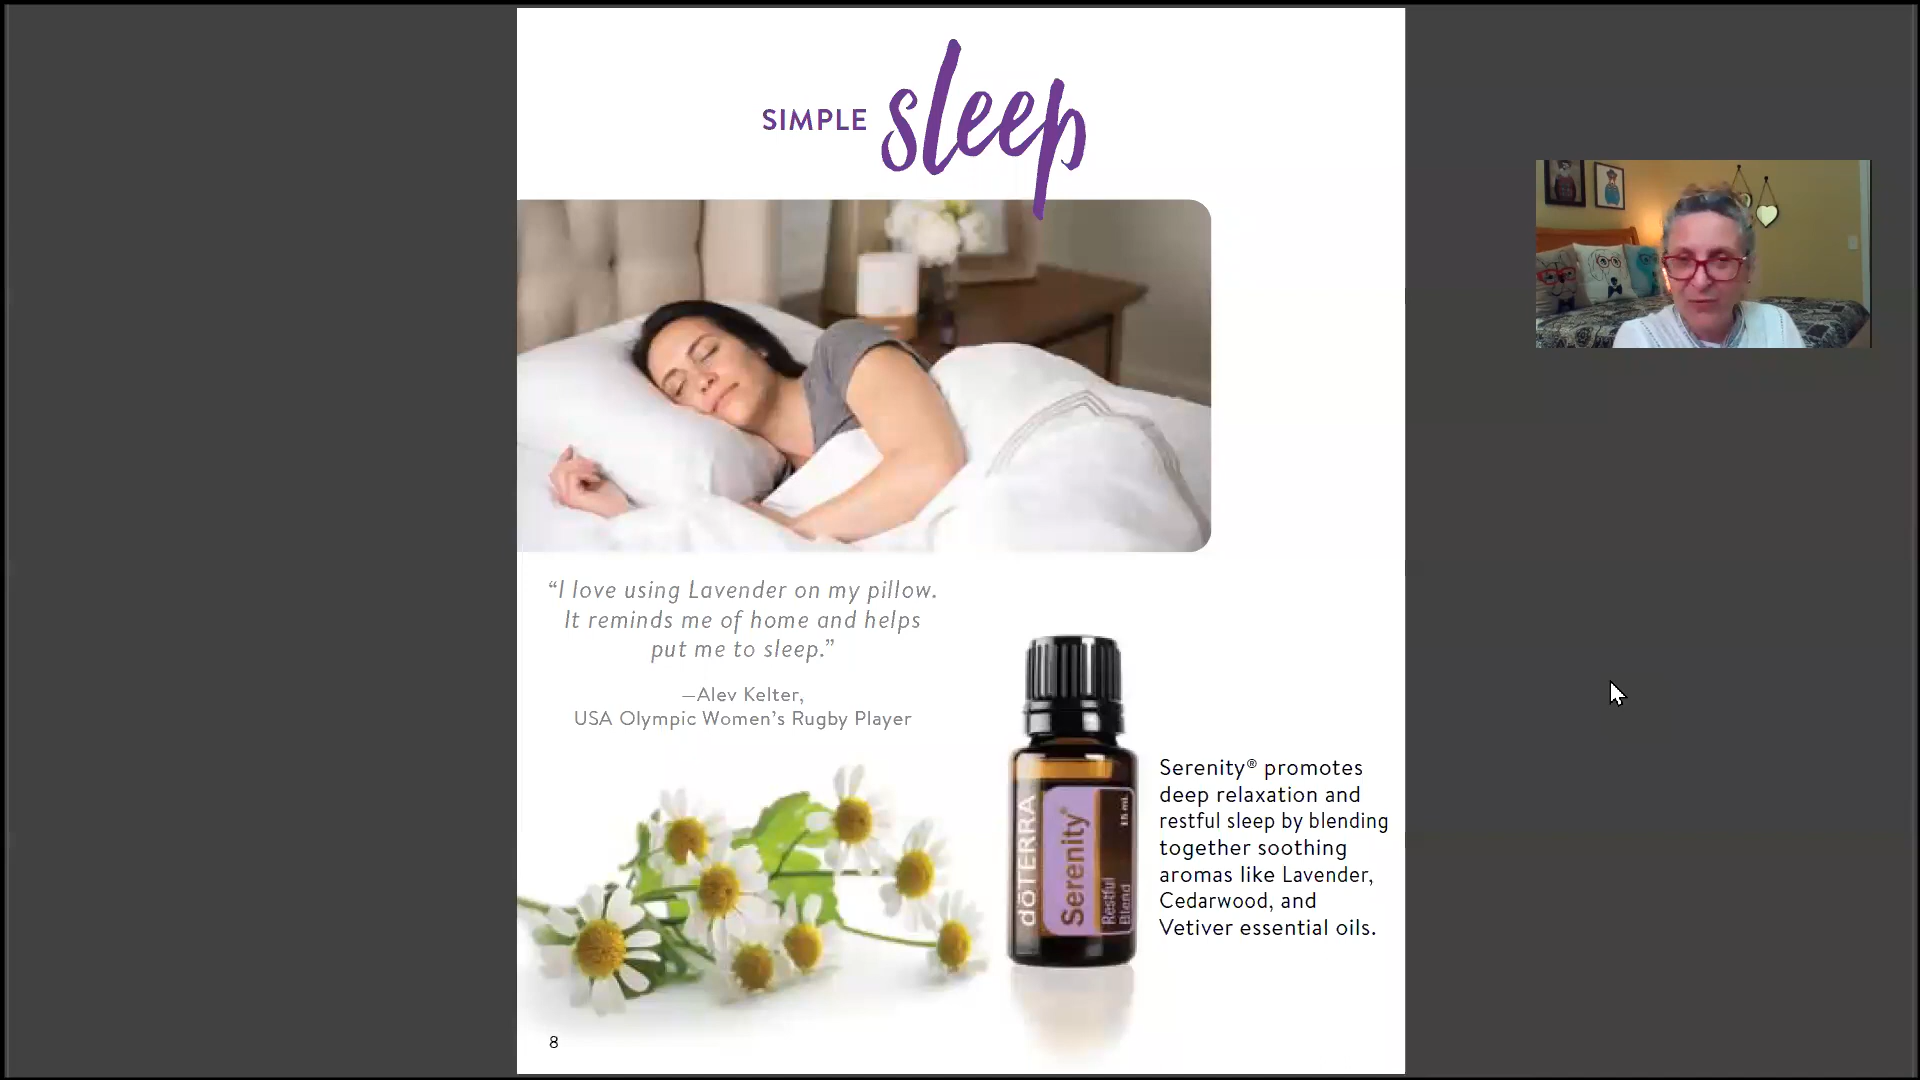 SIMPLE sleep
“I love using Lavender on my pillow.
It reminds me of home and helps
put me to sleep.”
—Alev Kelter,
USA Olympic Women’s Rugby Player
dōTERRA
Serenity®
Restful
Blend
15 mL
Serenity® promotes
deep relaxation and
restful sleep by blending
together soothing
aromas like Lavender,
Cedarwood, and
Vetiver essential oils.
8